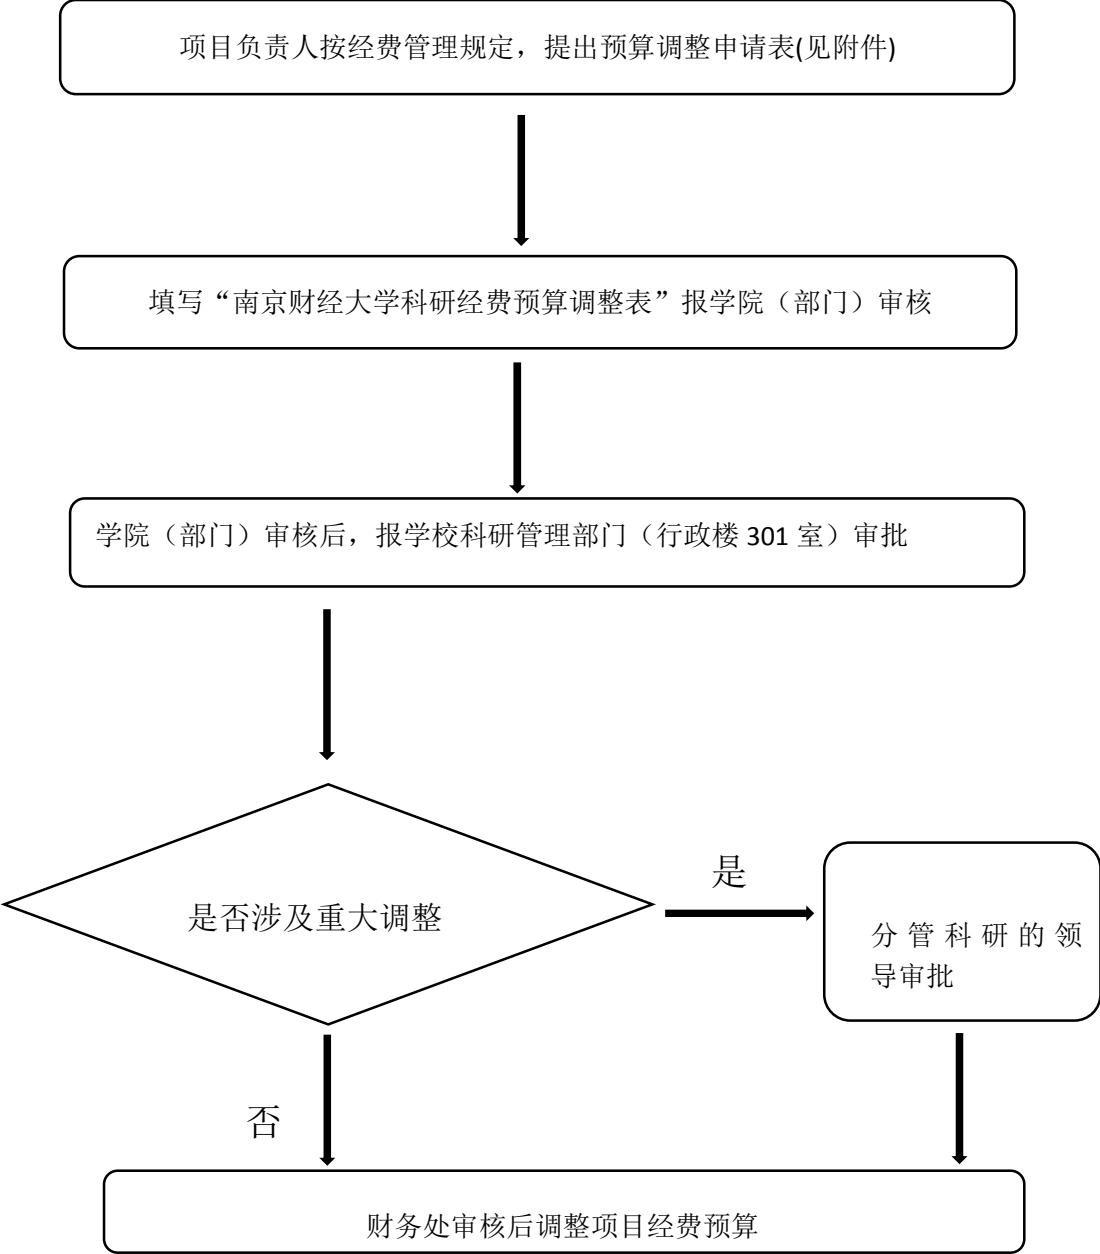 项目负责人按经费管理规定，提出预算调整申请表(见附件)
填写“南京财经大学科研经费预算调整表”报学院（部门）审核
学院（部门）审核后，报学校科研管理部门（行政楼 301 室）审批
是否涉及重大调整
是
分管科研的领
导审批
否
财务处审核后调整项目经费预算